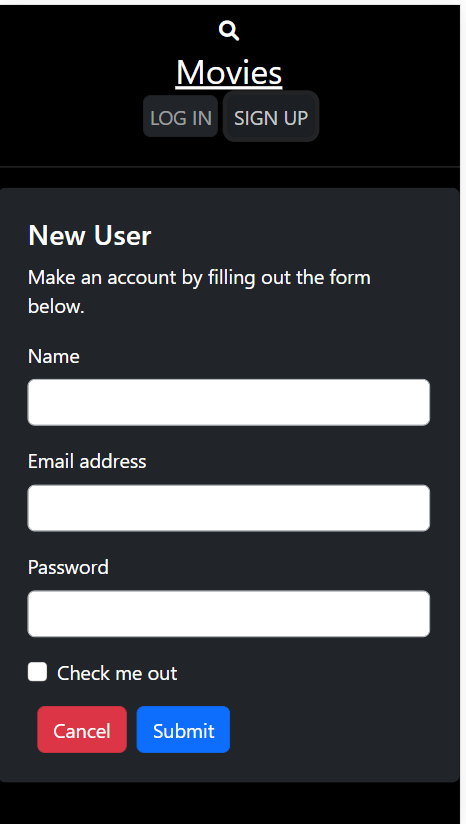 Movies
LOG IN SIGN UP
New User
Make an account by filling out the form
below.
Name
Email address
Password
Check me out
Cancel Submit